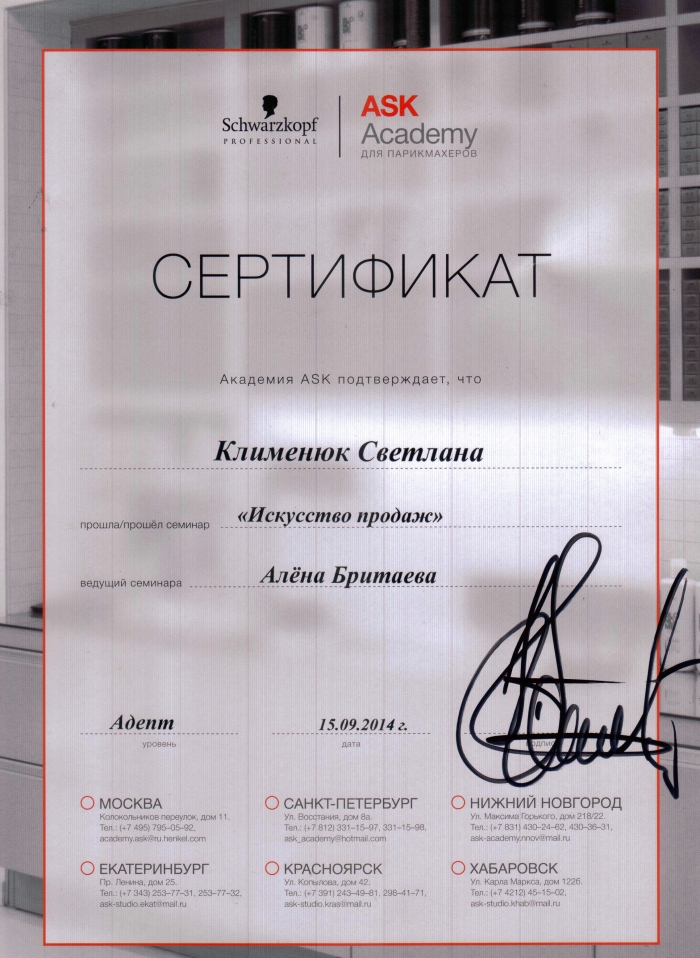 Schwarzkopf
PROFESSIONAL
ASK
Academy
ДЛЯ ПАРИКМАХЕРОВ
СЕРТИФИКАТ
Академия ASK подтверждает, что
Клименюк Светлана
прошла/прошёл семинар «Искусство продаж»
ведущий семинара Алёна Бритаева
Адепт
15.09.2014 г.
уровень
дата
МОСКВА
Колокольников переулок, дом 11.
Тел.: (+7 495) 795–05–92,
academy.ask@ru.henkel.com
САНКТ-ПЕТЕРБУРГ
Ул. Восстания, дом 8а.
Тел.: (+7 812) 331–15–97, 331–15–98,
ask_academy@hotmail.com
НИЖНИЙ НОВГОРОД
Ул. Максима Горького, дом 218/22.
Тел.: (+7 831) 430–24–62, 430–36–31,
ask-academy.nnov@mail.ru
ЕКАТЕРИНБУРГ
Пр. Ленина, дом 25.
Тел.: (+7 343) 253–77–31, 253–77–32,
ask-studio.ekat@mail.ru
КРАСНОЯРСК
Ул. Копылова, дом 42.
Тел.: (+7 391) 243–49–81, 298–41–71,
ask-studio.kras@mail.ru
ХАБАРОВСК
Ул. Карла Маркса, дом 122б.
Тел.: (+7 4212) 45–15–02,
ask-studio.khab@mail.ru